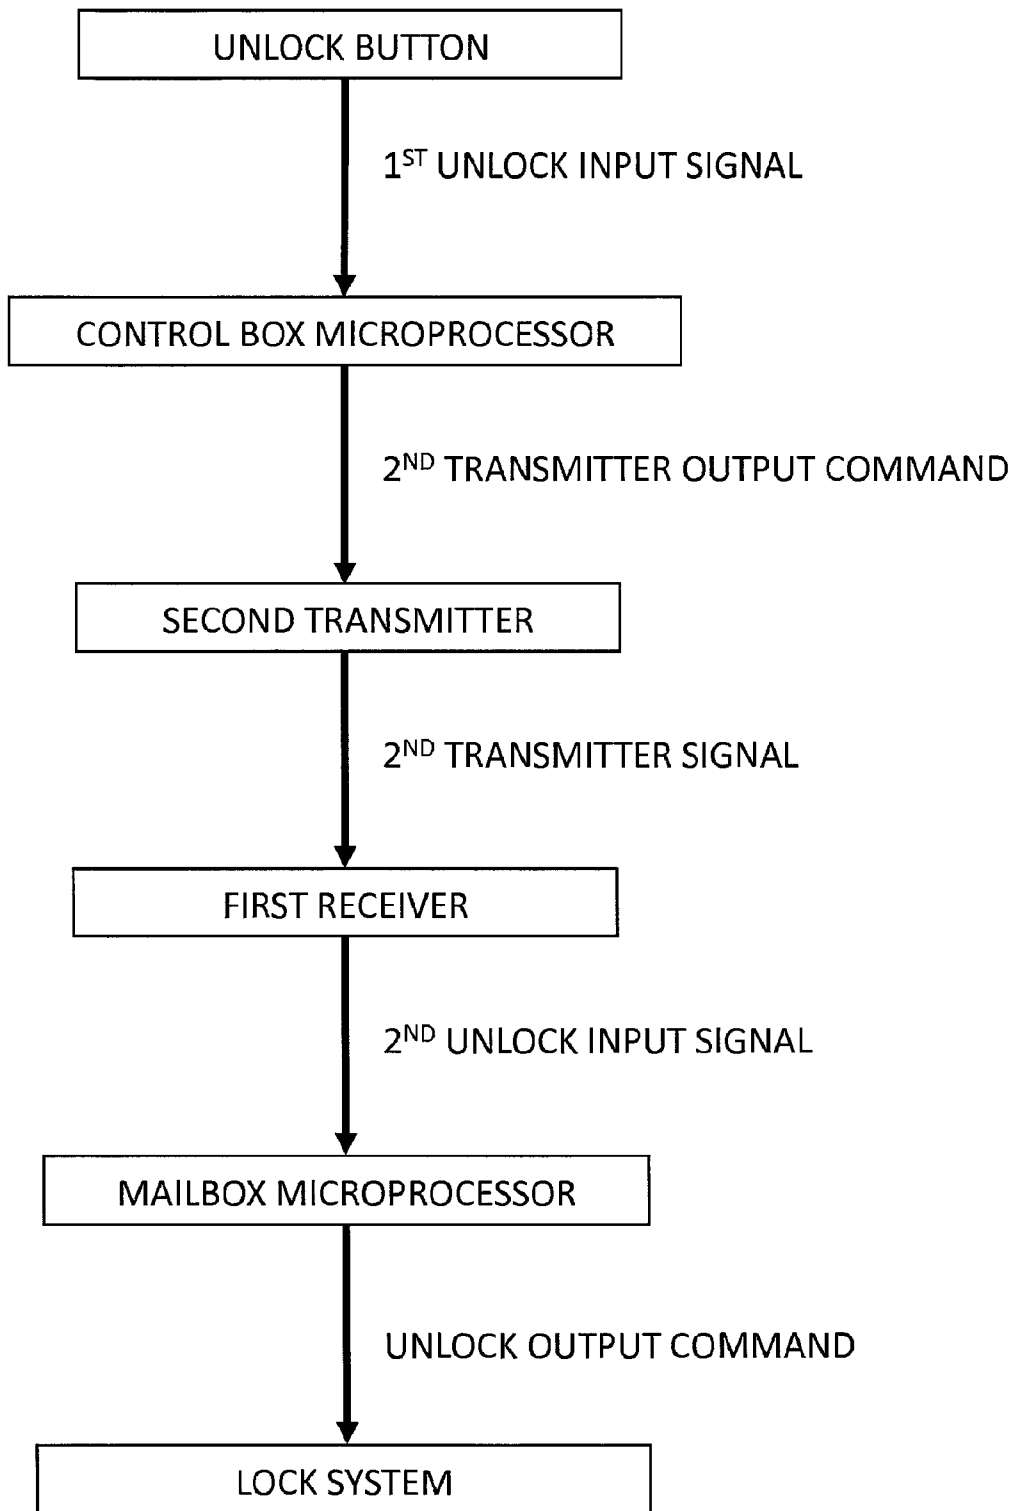 UNLOCK BUTTON
1ST UNLOCK INPUT SIGNAL
CONTROL BOX MICROPROCESSOR
2ND TRANSMITTER OUTPUT COMMAND
SECOND TRANSMITTER
2ND TRANSMITTER SIGNAL
FIRST RECEIVER
2ND UNLOCK INPUT SIGNAL
MAILBOX MICROPROCESSOR
UNLOCK OUTPUT COMMAND
LOCK SYSTEM